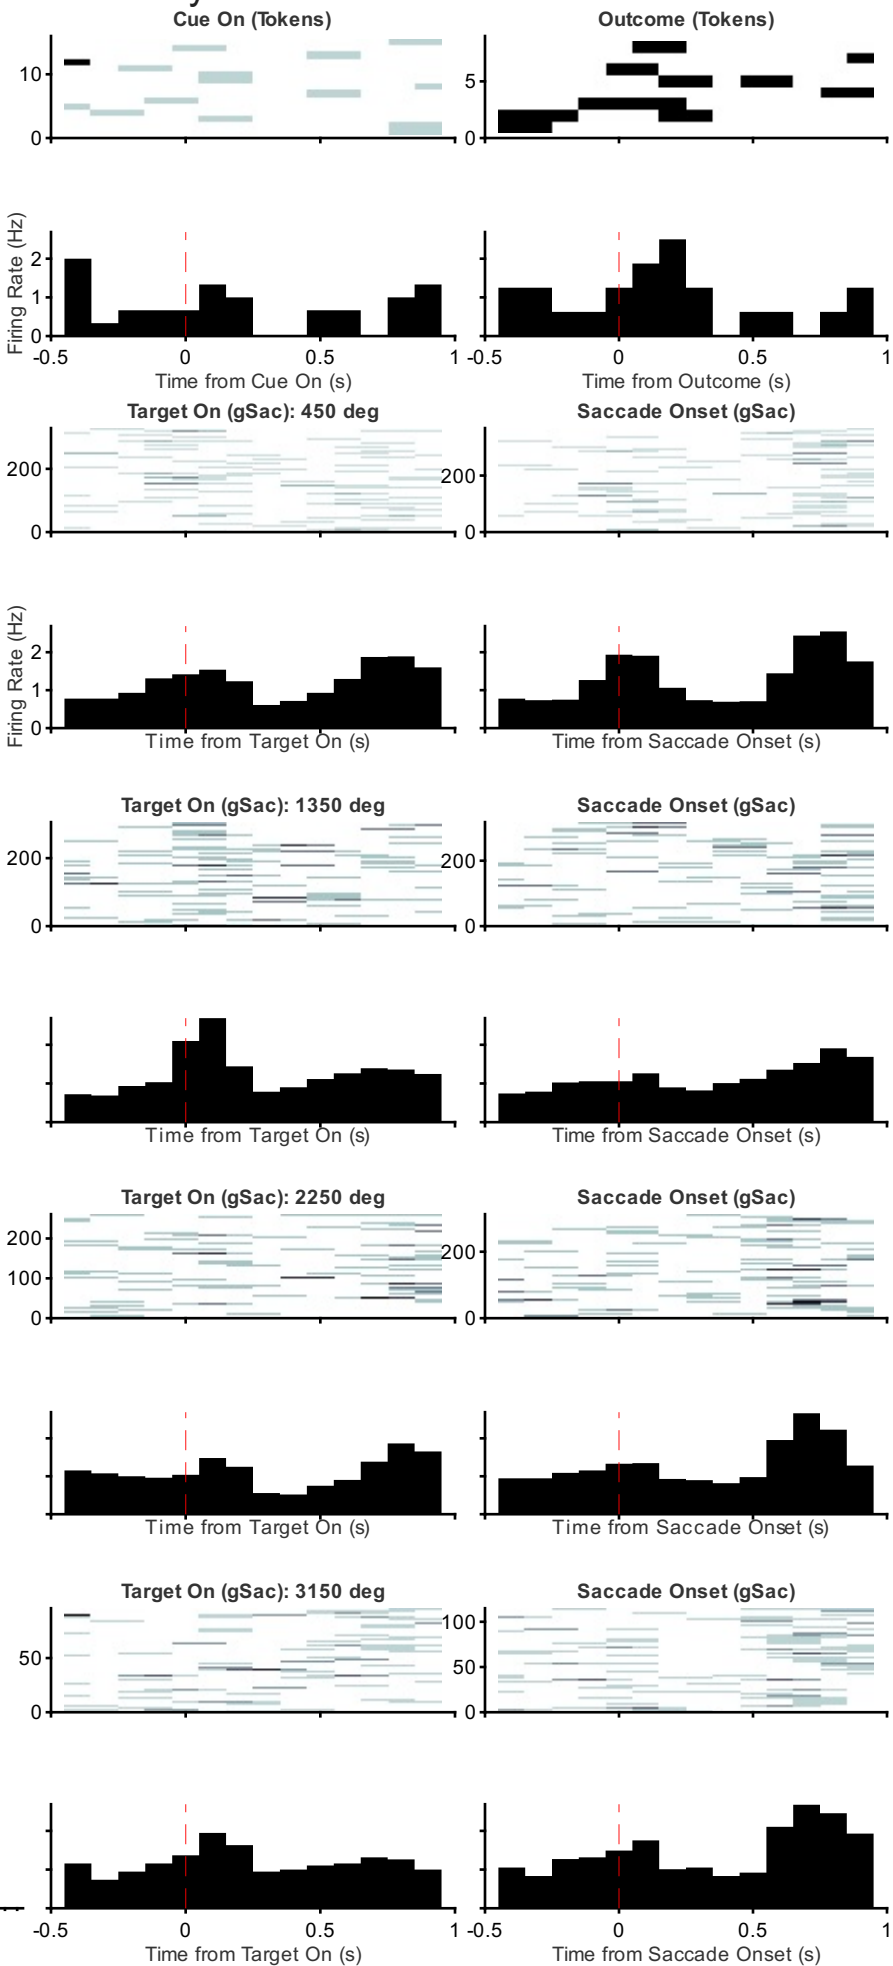 Cue On (Tokens)
Outcome (Tokens)
10
0
5
0
Firing Rate (Hz)
2
1
0
-0.5 0 0.5 1
-0.5 0 0.5 1
Time from Cue On (s)
Time from Outcome (s)
Target On (gSac): 450 deg
Saccade Onset (gSac)
200
0
200
0
Firing Rate (Hz)
2
1
0
Time from Target On (s)
Time from Saccade Onset (s)
Target On (gSac): 1350 deg
Saccade Onset (gSac)
200
0
200
0
Time from Target On (s)
Time from Saccade Onset (s)
Target On (gSac): 2250 deg
Saccade Onset (gSac)
200
100
0
200
0
Time from Target On (s)
Time from Saccade Onset (s)
Target On (gSac): 3150 deg
Saccade Onset (gSac)
50
0
100
50
0
-0.5 0 0.5 1
-0.5 0 0.5 1
Time from Target On (s)
Time from Saccade Onset (s)